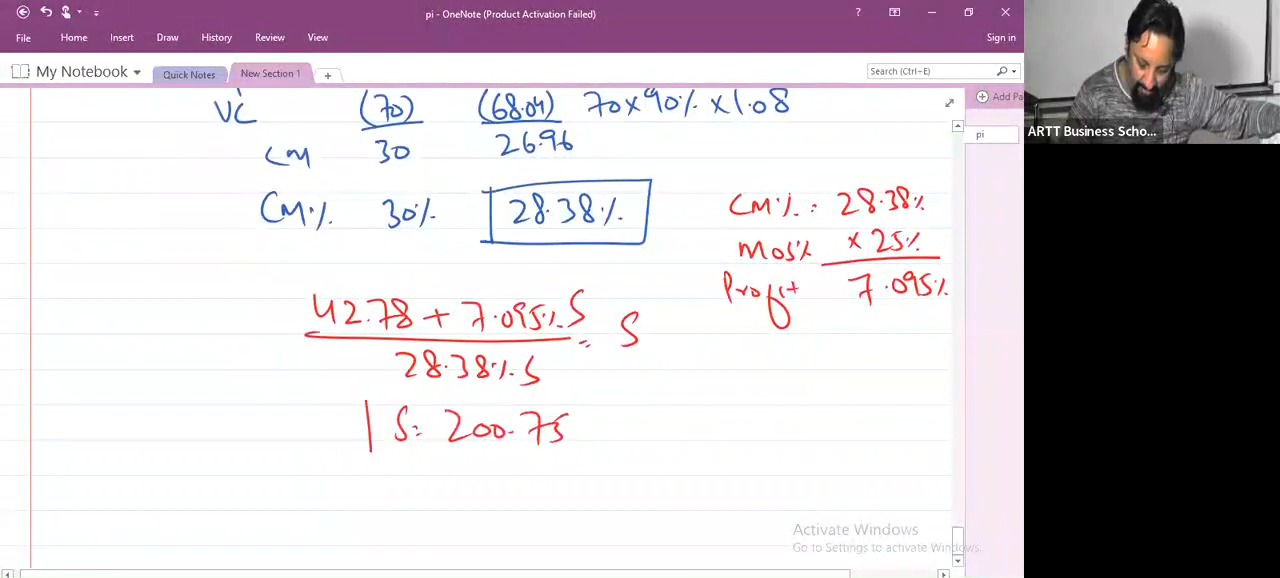 pi - OneNote (Product Activation Failed)
?
File Home Insert Draw History Review View Sign in
My Notebook Quick Notes New Section 1 + Search (Ctrl+E)
VC (70) (68.04) 70×90%×1.08
CM 30 26.96
CM% 30% 28.38%
CM% : 28.38%
MOS% × 25%
Profit 7.095%
42.78 + 7.095% S
= S
28.38% S
S = 200.75
Add Pa
pi
ARTT Business Scho...
Activate Windows
Go to Settings to activate Windows.